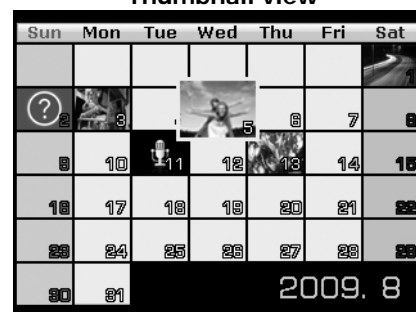 Thumbnail view
Sun Mon Tue Wed Thu Fri Sat
1
? 2 3 5 6 7 8
9 10 11 12 13 14 15
16 17 18 19 20 21 22
23 24 25 26 27 28 29
30 31 2009. 8